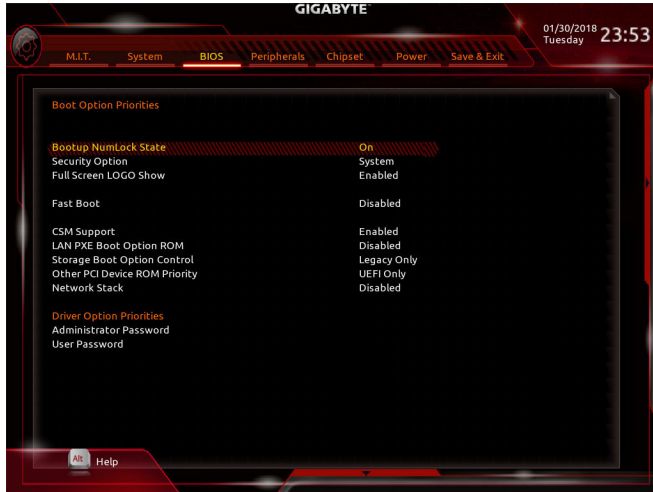 GIGABYTE
01/30/2018 23:53
Tuesday
M.I.T. System BIOS Peripherals Chipset Power Save & Exit
Boot Option Priorities
Bootup NumLock State On
Security Option System
Full Screen LOGO Show Enabled
Fast Boot Disabled
CSM Support Enabled
LAN PXE Boot Option ROM Disabled
Storage Boot Option Control Legacy Only
Other PCI Device ROM Priority UEFI Only
Network Stack Disabled
Driver Option Priorities
Administrator Password
User Password
Alt Help